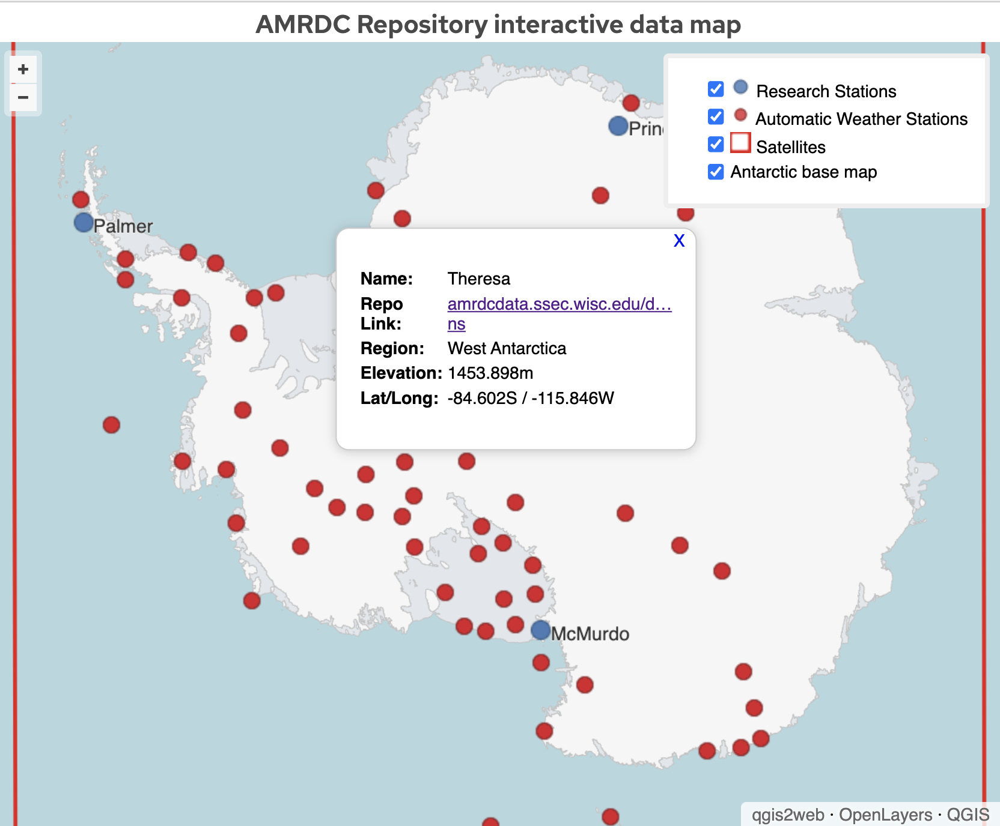 AMRDC Repository interactive data map
+
−
Research Stations
Automatic Weather Stations
Satellites
Antarctic base map
Palmer
X
Name: Theresa
Repo amrdcdata.ssec.wisc.edu/d…
Link: ns
Region: West Antarctica
Elevation: 1453.898m
Lat/Long: -84.602S / -115.846W
McMurdo
qgis2web · OpenLayers · QGIS